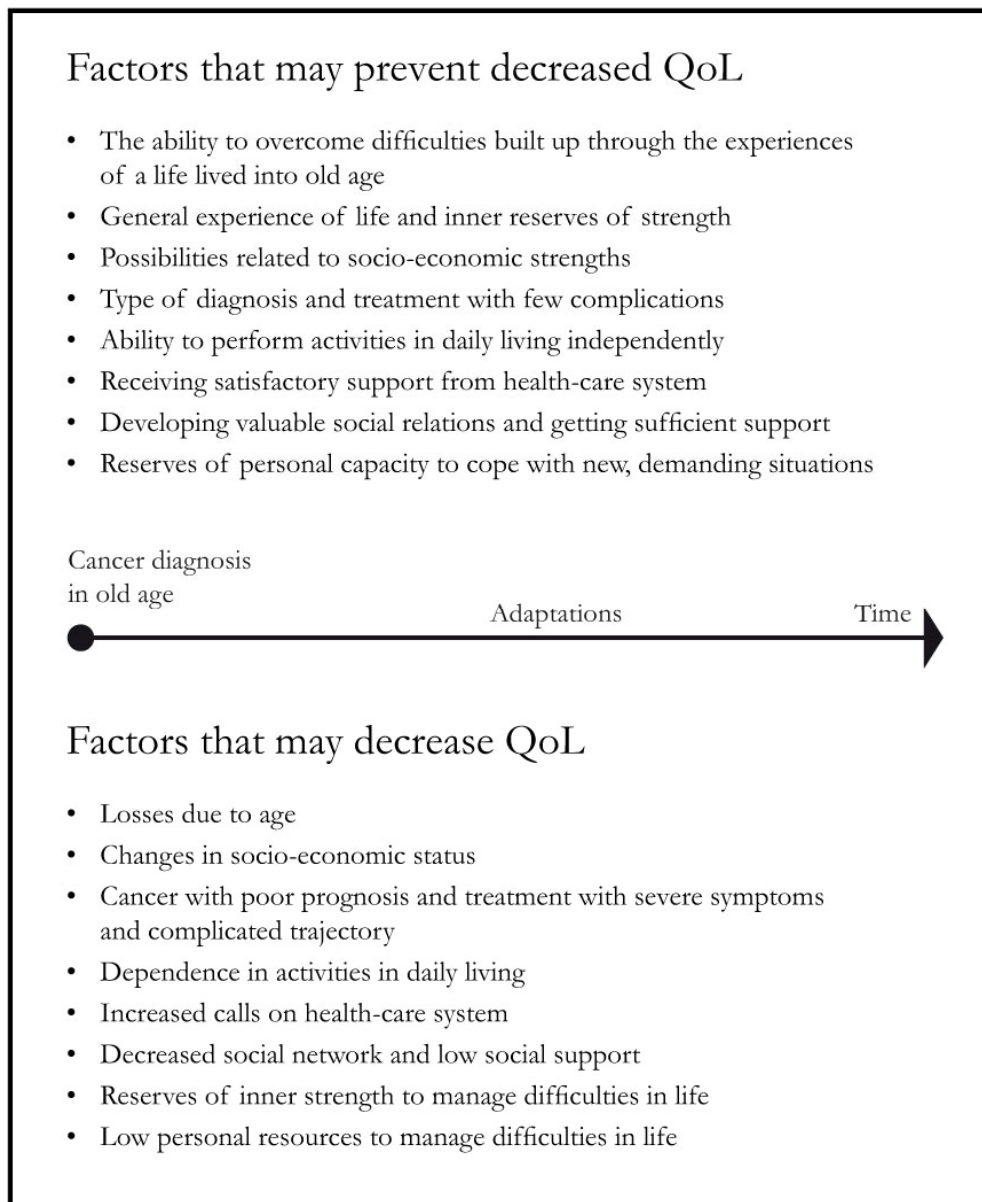 Factors that may prevent decreased QoL
• The ability to overcome difficulties built up through the experiences
of a life lived into old age
• General experience of life and inner reserves of strength
• Possibilities related to socio-economic strengths
• Type of diagnosis and treatment with few complications
• Ability to perform activities in daily living independently
• Receiving satisfactory support from health-care system
• Developing valuable social relations and getting sufficient support
• Reserves of personal capacity to cope with new, demanding situations
Cancer diagnosis
in old age
Adaptations
Time
Factors that may decrease QoL
• Losses due to age
• Changes in socio-economic status
• Cancer with poor prognosis and treatment with severe symptoms
and complicated trajectory
• Dependence in activities in daily living
• Increased calls on health-care system
• Decreased social network and low social support
• Reserves of inner strength to manage difficulties in life
• Low personal resources to manage difficulties in life